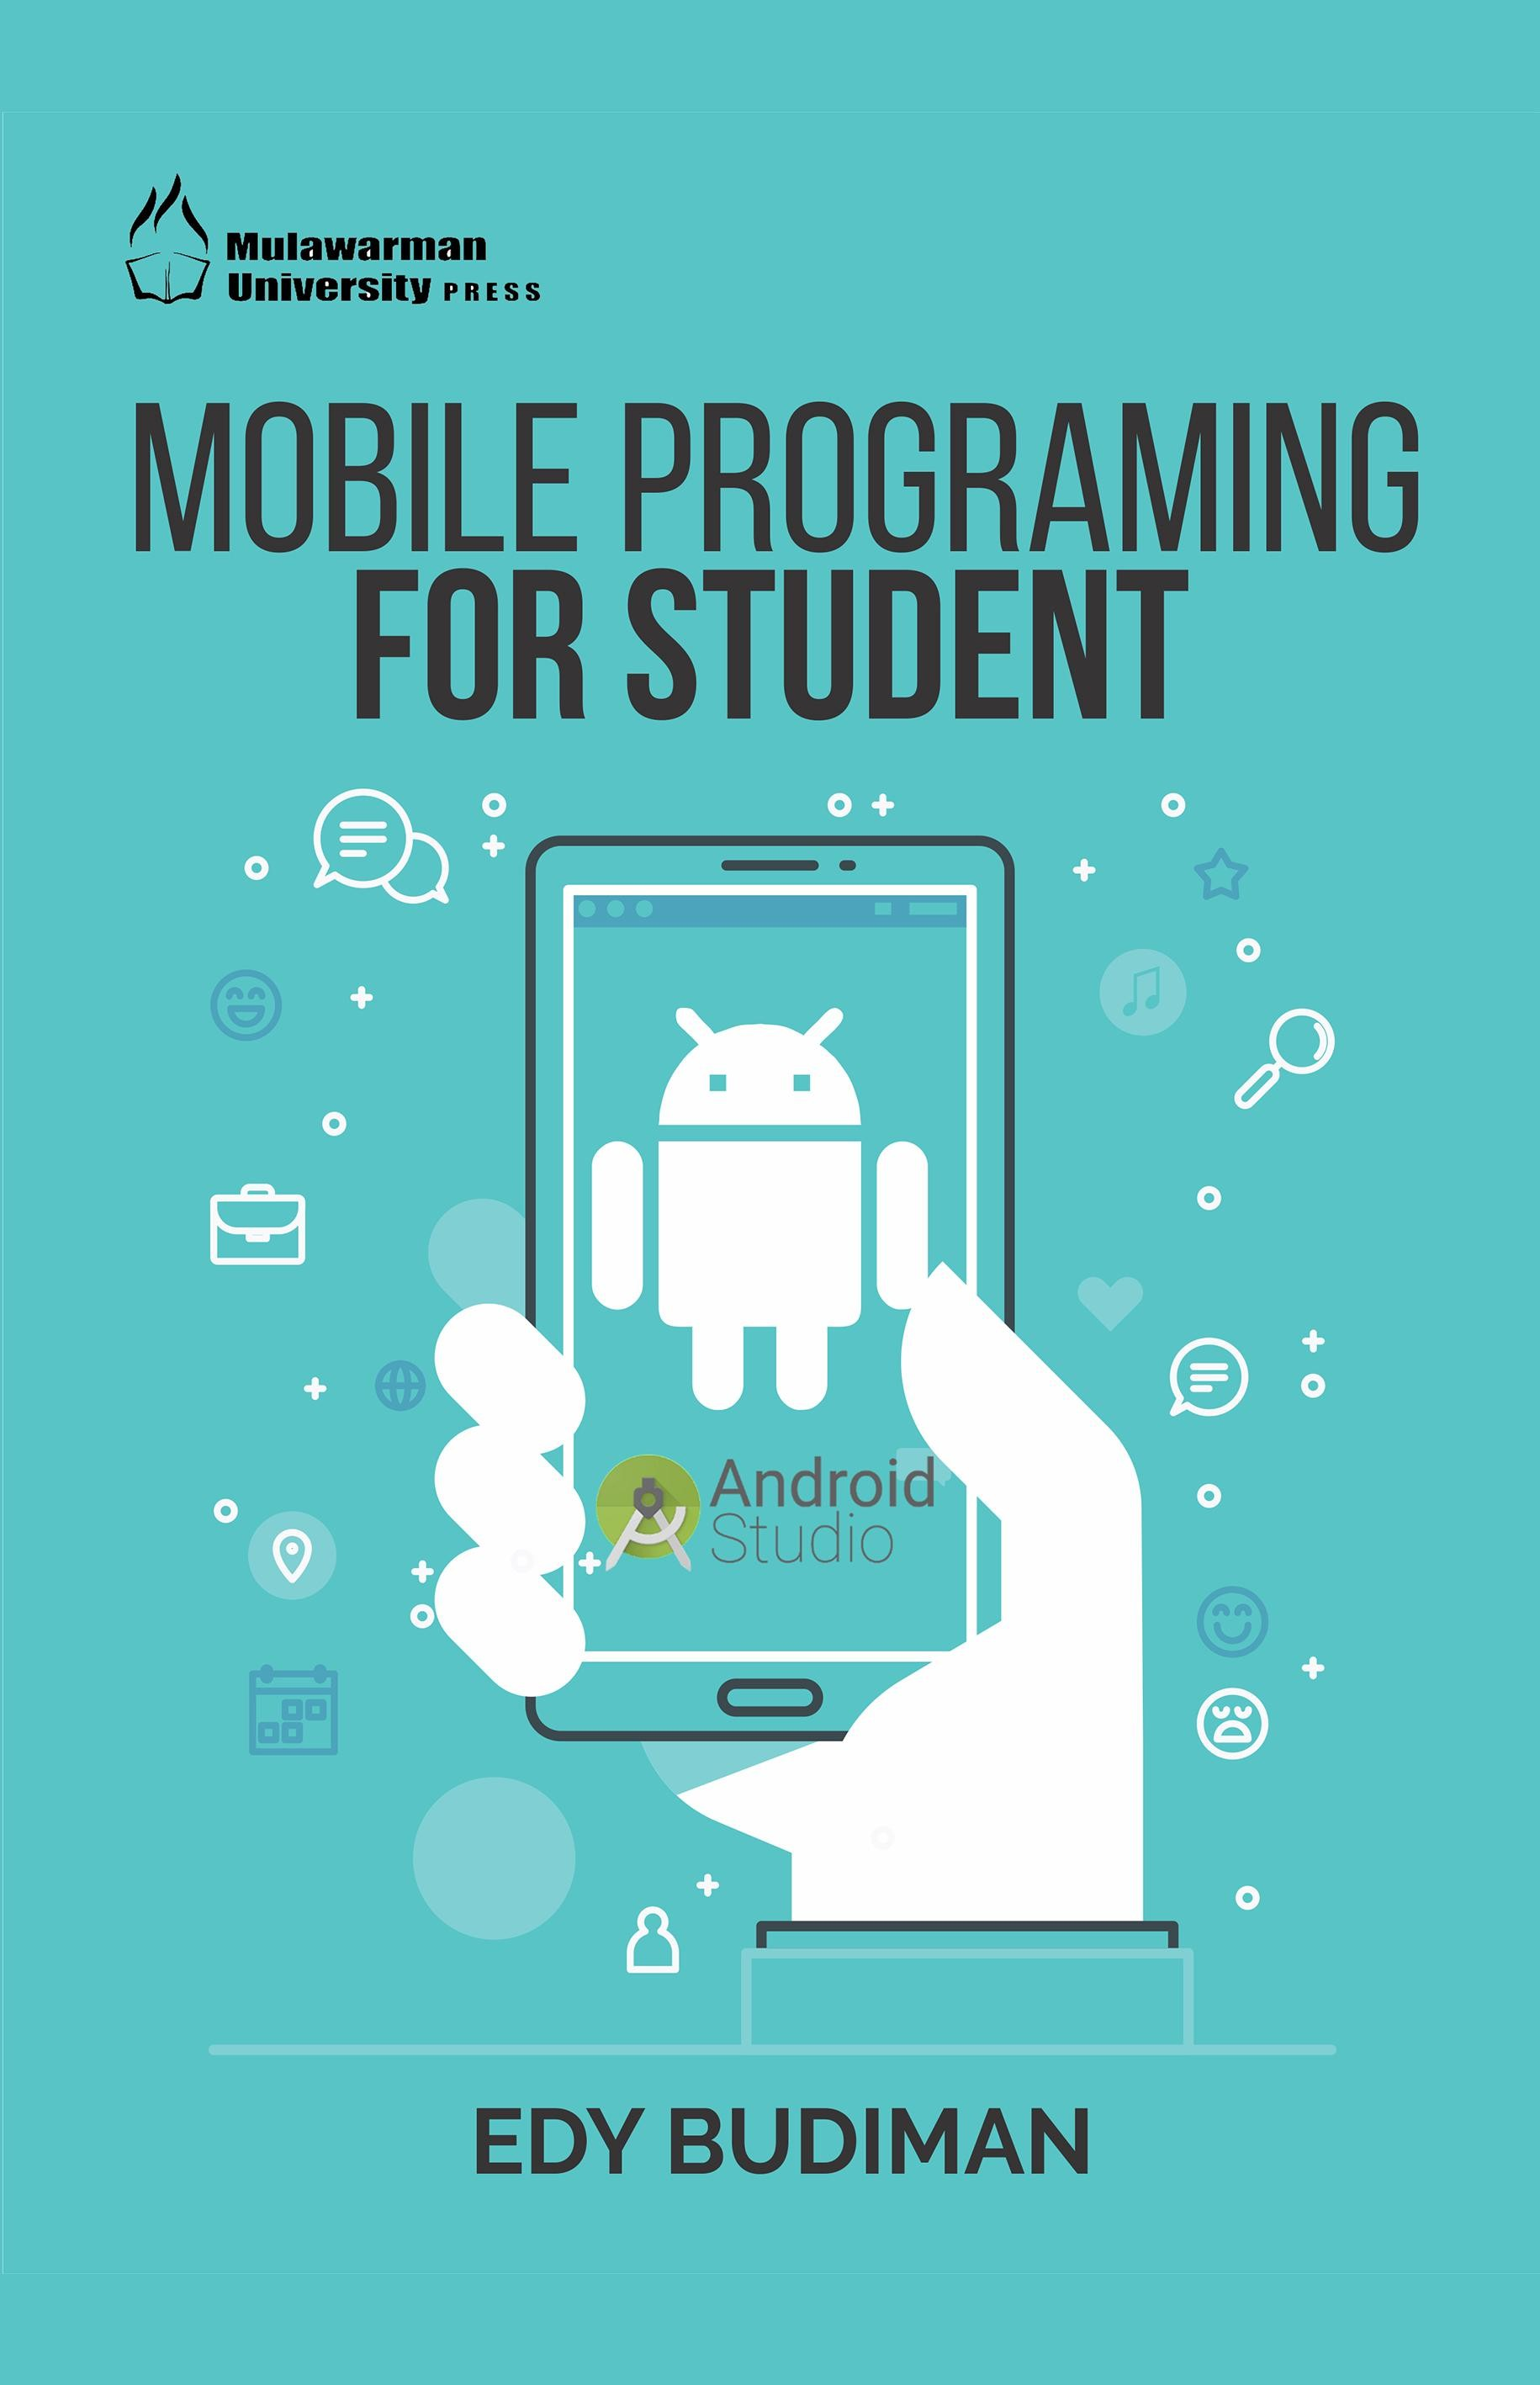 Mulawarman
University PRESS
MOBILE PROGRAMING
FOR STUDENT
Android
Studio
EDY BUDIMAN